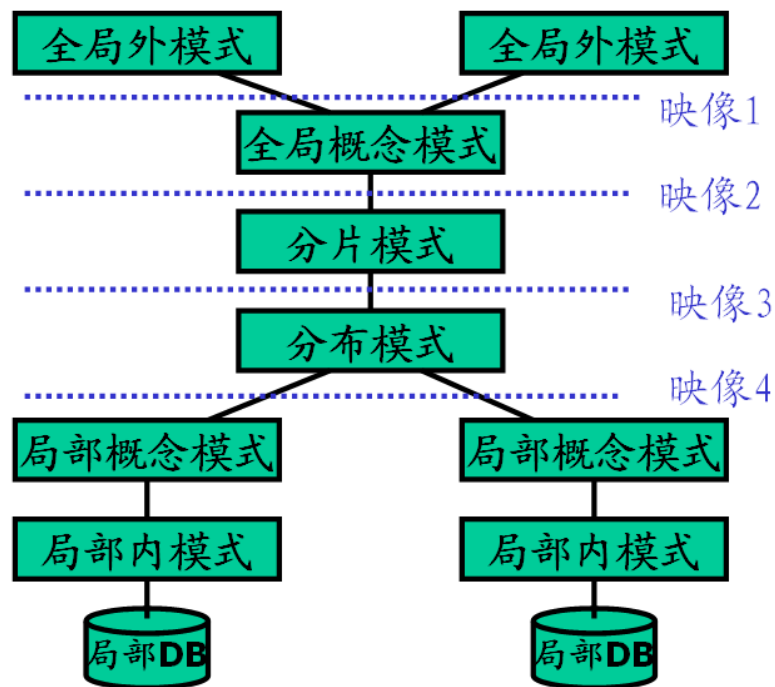 全局外模式 全局外模式
映像1
全局概念模式
映像2
分片模式
映像3
分布模式
映像4
局部概念模式 局部概念模式
局部内模式 局部内模式
局部DB 局部DB